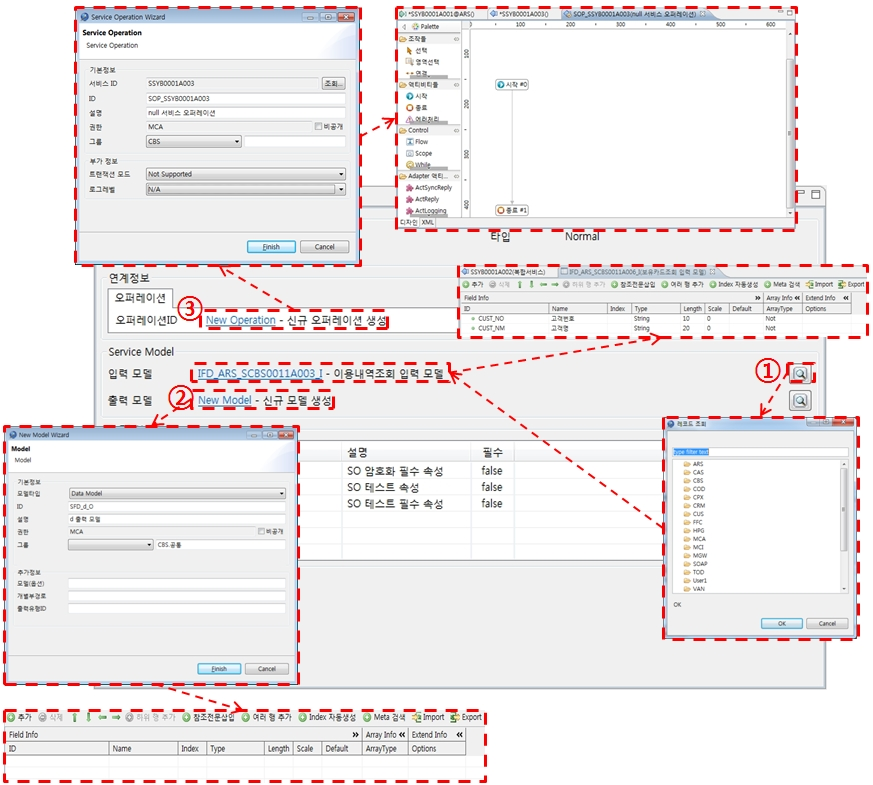 Service Operation Wizard
Service Operation
Service Operation
기본정보
서비스 ID SSYB0001A003 조회..
ID SOP_SSYB0001A003
설명 null 서비스 오퍼레이션
권한 MCA 비공개
그룹 CBS
부가 정보
트랜잭션 모드 Not Supported
로그레벨 N/A
Finish Cancel
*SSYB0001A001@ARS() *SSYB0001A003() SOP_SSYB0001A003(null 서비스 오퍼레이션)
Palette 0 200 400 600
조작툴
선택
영역선택
연결
액티비티들
시작
종료
에러처리
Control
Flow
Scope
While
Adapter 액티...
ActSyncReply
ActReply
ActLogging
디자인 XML
100
200
300
400
시작 #0
종료 #1
타입 Normal
연계정보
오퍼레이션
③
오퍼레이션ID New Operation - 신규 오퍼레이션 생성
SSYB0001A002(복합서비스) IFD_ARS_SCBS0011A006_I(보유카드조회 입력 모델)
추가 삭제 하위 행 추가 참조전문삽입 여러 행 추가 Index 자동생성 Meta 검색 Import Export
Field Info » Array Info « Extend Info «
ID Name Index Type Length Scale Default ArrayType Options
CUST_NO 고객번호 String 10 0 Not
CUST_NM 고객명 String 20 0 Not
Service Model
입력 모델 IFD_ARS_SCBS0011A003_I - 이용내역조회 입력 모델 ①
출력 모델 New Model - 신규 모델 생성
②
설명 필수
SO 암호화 필수 속성 false
SO 테스트 속성 false
SO 테스트 필수 속성 false
New Model Wizard
Model
Model
기본정보
모델타입 Data Model
ID SFD_d_O
설명 d 출력 모델
권한 MCA 비공개
그룹 CBS.공통
추가정보
모델(옵션)
개별부경로
출력유형ID
Finish Cancel
레코드 조회
type filter text
ARS
CAS
CBS
COD
CPX
CRM
CUS
FFC
HPG
MCA
MCI
MGW
SOAP
TOD
User1
VAN
OK
OK Cancel
추가 삭제 하위 행 추가 참조전문삽입 여러 행 추가 Index 자동생성 Meta 검색 Import Export
Field Info » Array Info « Extend Info «
ID Name Index Type Length Scale Default ArrayType Options